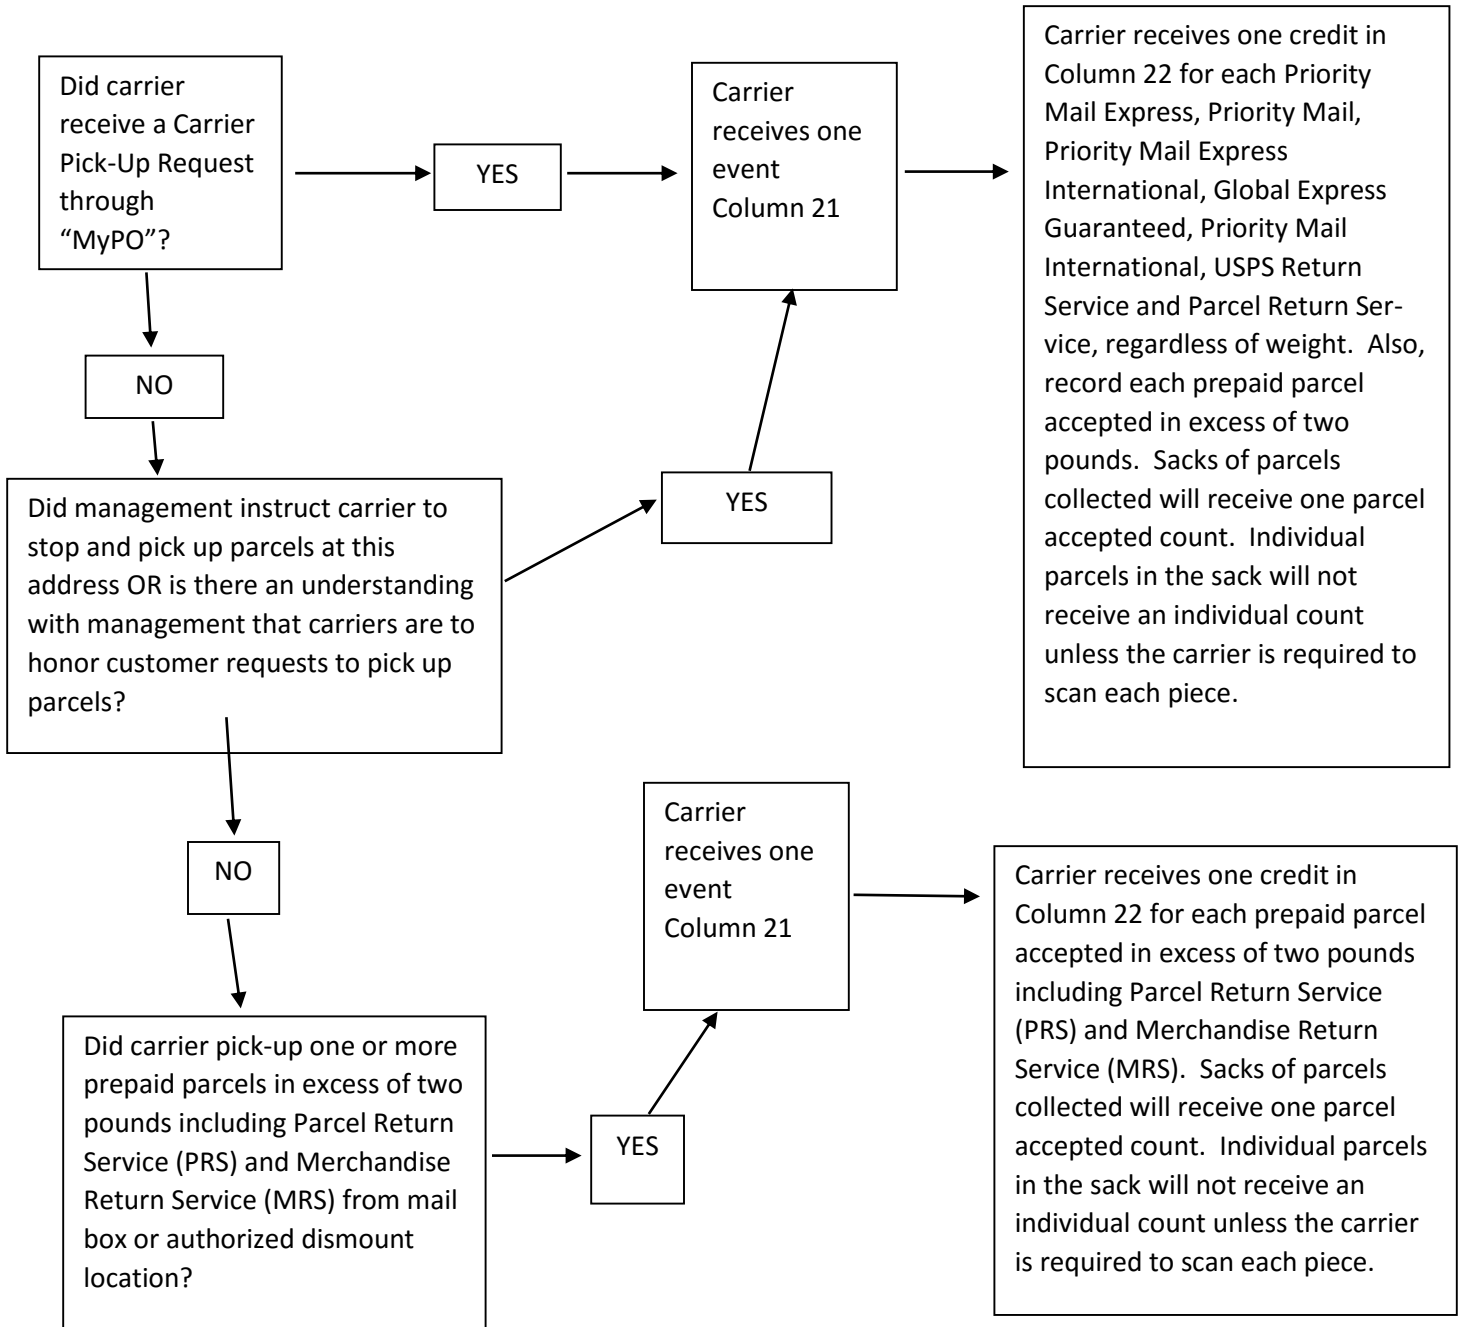 Did carrier
receive a Carrier
Pick-Up Request
through
“MyPO”?
YES
Carrier
receives one
event
Column 21
Carrier receives one credit in
Column 22 for each Priority
Mail Express, Priority Mail,
Priority Mail Express
International, Global Express
Guaranteed, Priority Mail
International, USPS Return
Service and Parcel Return Ser-
vice, regardless of weight.  Also,
record each prepaid parcel
accepted in excess of two
pounds.  Sacks of parcels
collected will receive one parcel
accepted count.  Individual
parcels in the sack will not
receive an individual count
unless the carrier is required to
scan each piece.
NO
Did management instruct carrier to
stop and pick up parcels at this
address OR is there an understanding
with management that carriers are to
honor customer requests to pick up
parcels?
YES
NO
Did carrier pick-up one or more
prepaid parcels in excess of two
pounds including Parcel Return
Service (PRS) and Merchandise
Return Service (MRS) from mail
box or authorized dismount
location?
YES
Carrier
receives one
event
Column 21
Carrier receives one credit in
Column 22 for each prepaid parcel
accepted in excess of two pounds
including Parcel Return Service
(PRS) and Merchandise Return
Service (MRS).  Sacks of parcels
collected will receive one parcel
accepted count.  Individual parcels
in the sack will not receive an
individual count unless the carrier
is required to scan each piece.